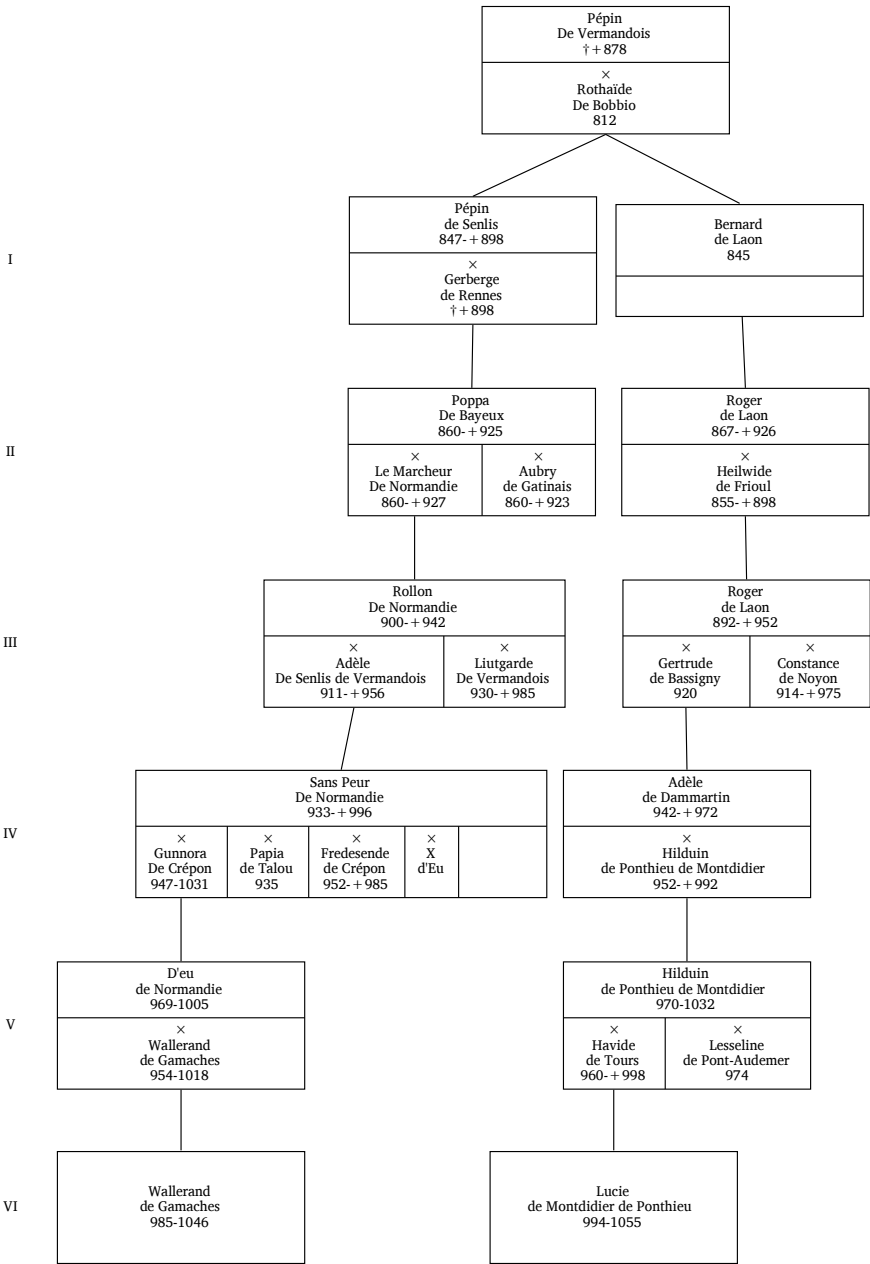 Pépin
De Vermandois
†+878
×
Rothaïde
De Bobbio
812
I
Pépin
de Senlis
847-+898
×
Gerberge
de Rennes
†+898
Bernard
de Laon
845
II
Poppa
De Bayeux
860-+925
×
Le Marcheur
De Normandie
860-+927
×
Aubry
de Gatinais
860-+923
Roger
de Laon
867-+926
×
Heilwide
de Frioul
855-+898
III
Rollon
De Normandie
900-+942
×
Adèle
De Senlis de Vermandois
911-+956
×
Liutgarde
De Vermandois
930-+985
Roger
de Laon
892-+952
×
Gertrude
de Bassigny
920
×
Constance
de Noyon
914-+975
IV
Sans Peur
De Normandie
933-+996
×
Gunnora
De Crépon
947-1031
×
Papia
de Talou
935
×
Fredesende
de Crépon
952-+985
×
X
d'Eu
Adèle
de Dammartin
942-+972
×
Hilduin
de Ponthieu de Montdidier
952-+992
V
D'eu
de Normandie
969-1005
×
Wallerand
de Gamaches
954-1018
Hilduin
de Ponthieu de Montdidier
970-1032
×
Havide
de Tours
960-+998
×
Lesseline
de Pont-Audemer
974
VI
Wallerand
de Gamaches
985-1046
Lucie
de Montdidier de Ponthieu
994-1055